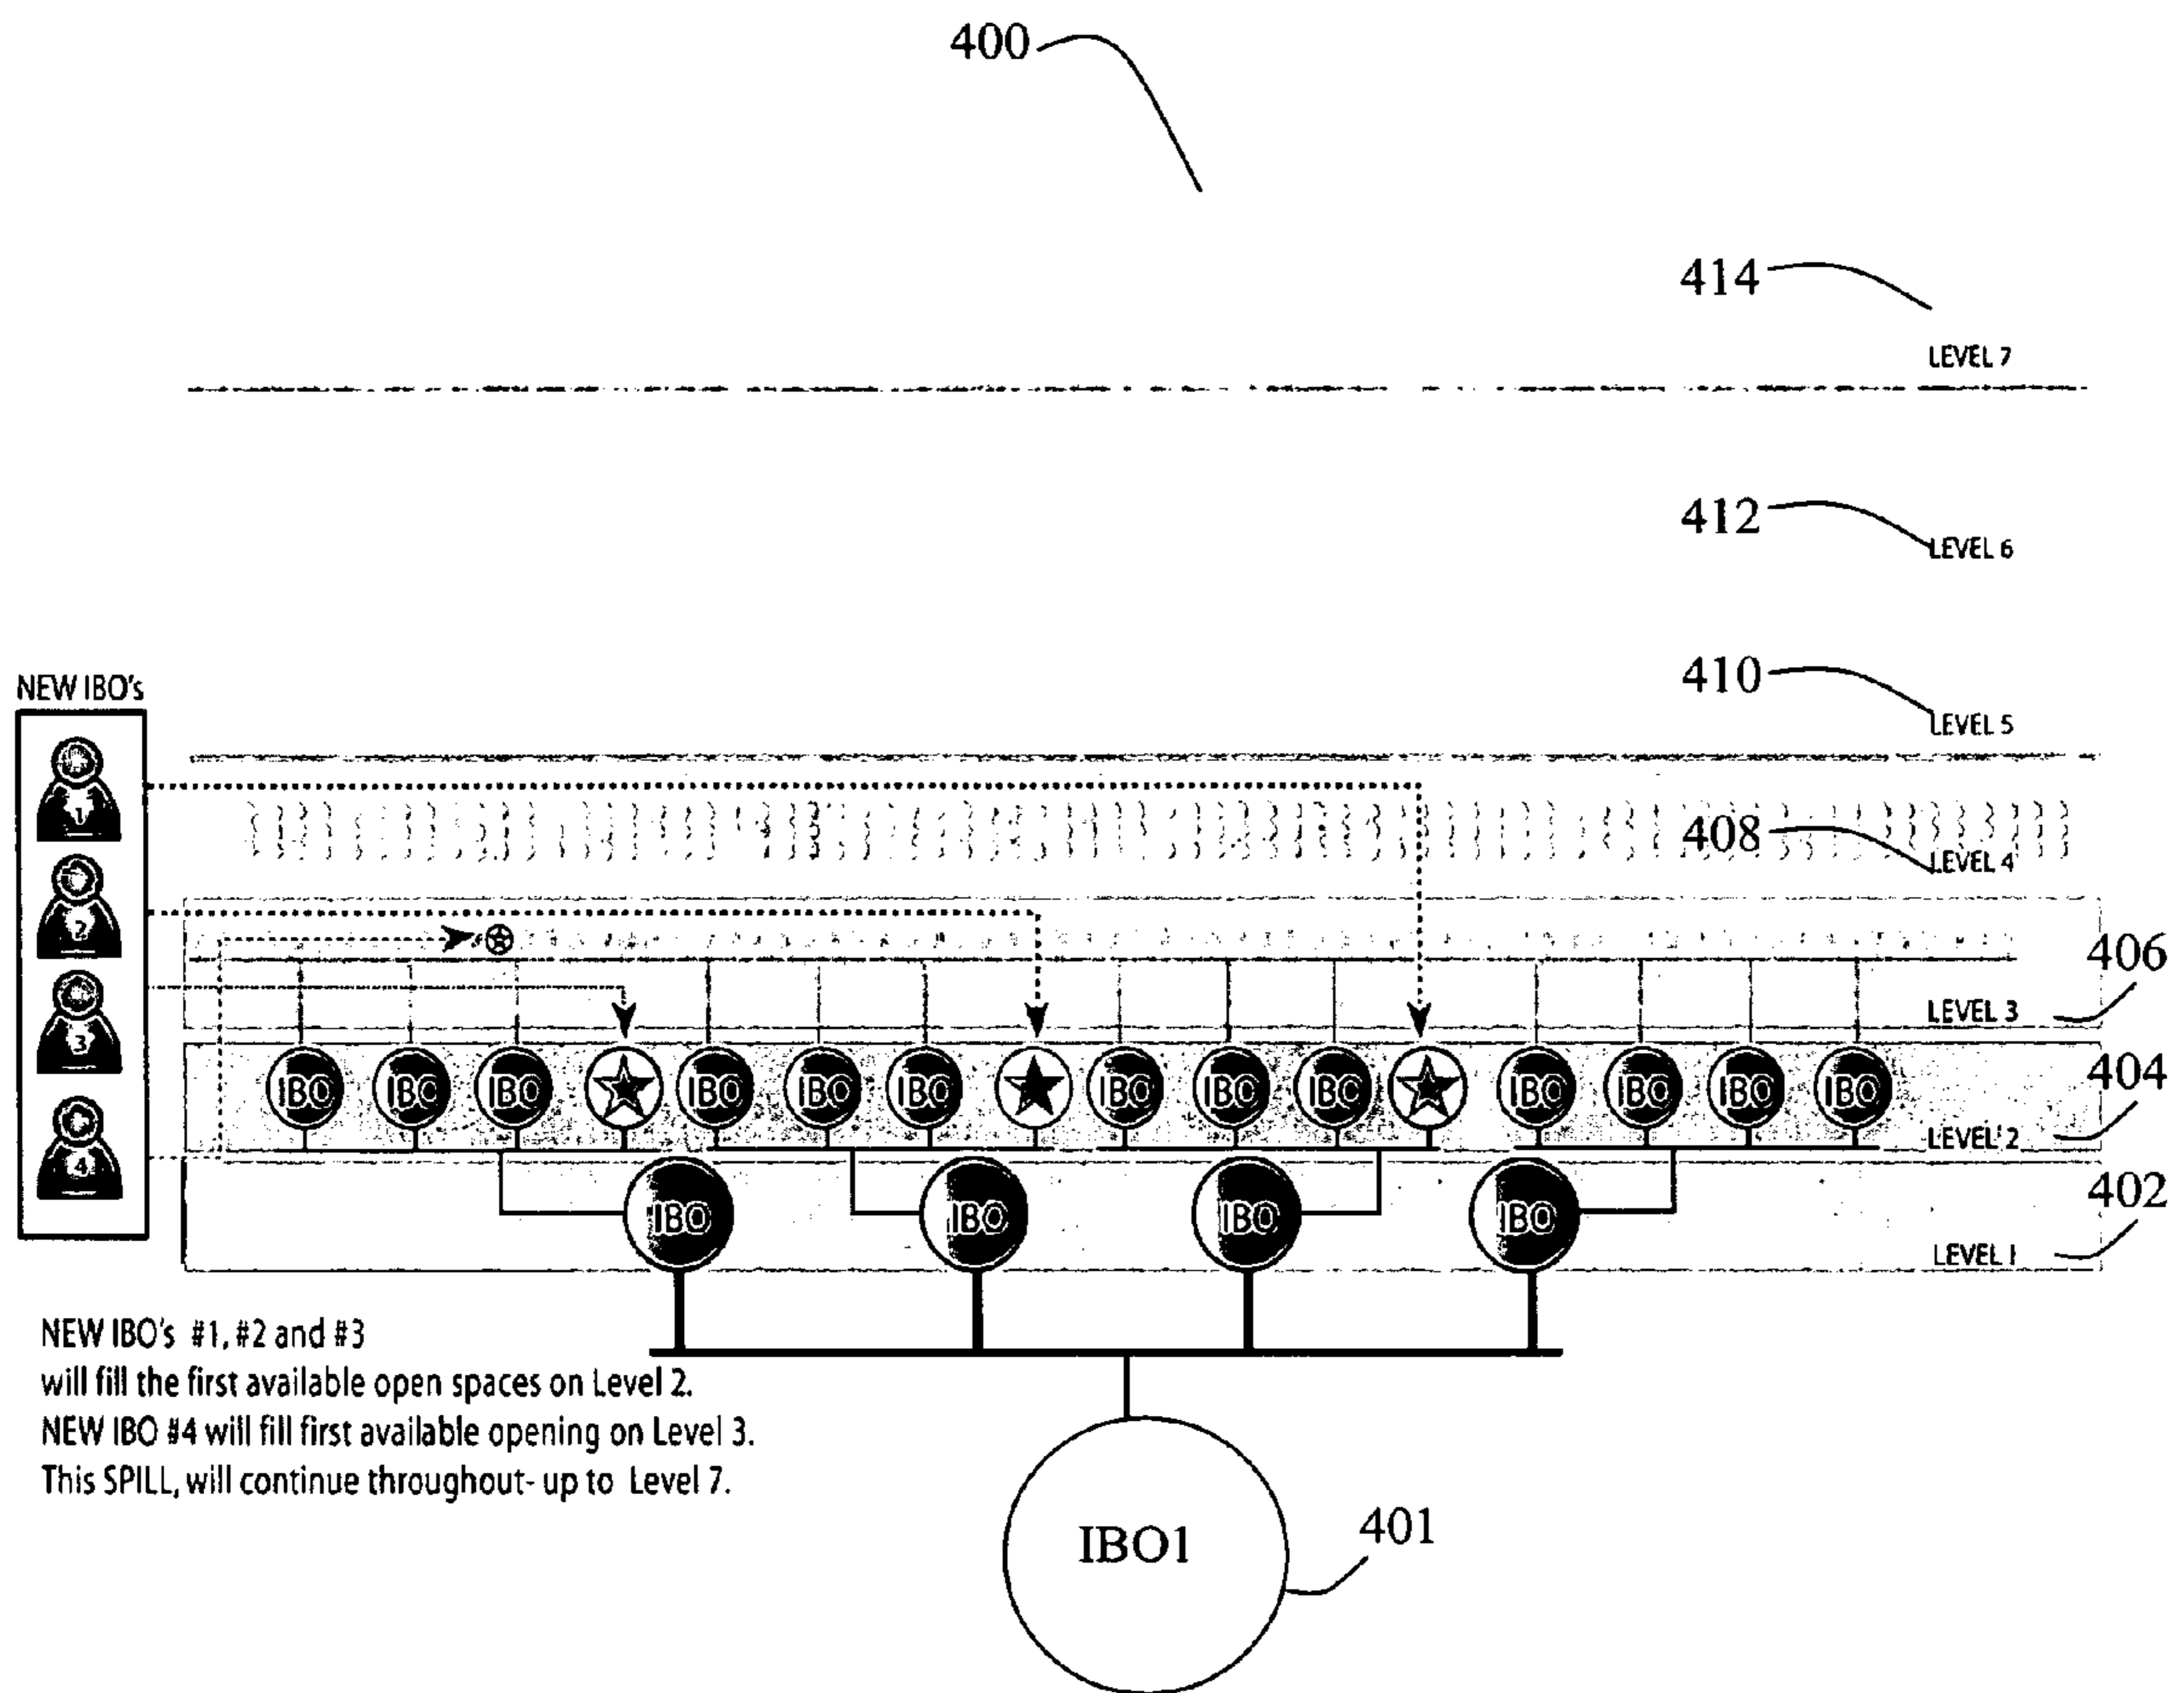 400
414
LEVEL 7
412
LEVEL 6
410
LEVEL 5
NEW IBO's
1
408
LEVEL 4
2
406
LEVEL 3
3
404
IBO IBO IBO IBO IBO IBO IBO IBO IBO IBO IBO IBO IBO
LEVEL 2
4
402
IBO IBO IBO IBO
LEVEL 1
NEW IBO's #1, #2 and #3
will fill the first available open spaces on Level 2.
NEW IBO #4 will fill first available opening on Level 3.
This SPILL, will continue throughout- up to Level 7.
IBO1
401